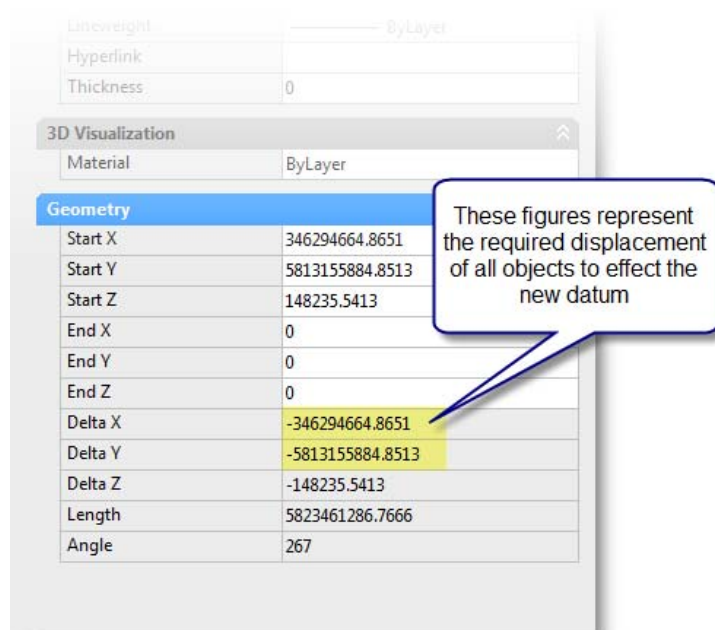 Lineweight ByLayer
Hyperlink
Thickness 0
3D Visualization
Material ByLayer
Geometry
Start X 346294664.8651
Start Y 5813155884.8513
Start Z 148235.5413
End X 0
End Y 0
End Z 0
Delta X -346294664.8651
Delta Y -5813155884.8513
Delta Z -148235.5413
Length 5823461286.7666
Angle 267
These figures represent
the required displacement
of all objects to effect the
new datum